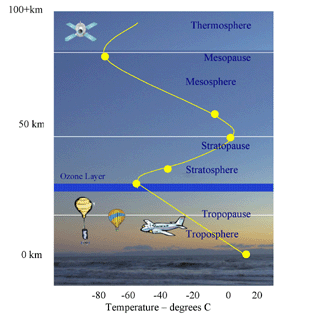 100+km
Thermosphere
Mesopause
Mesosphere
50 km
Stratopause
Stratosphere
Ozone Layer
Tropopause
Troposphere
0 km
-80 -60 -40 -20 0 20
Temperature – degrees C